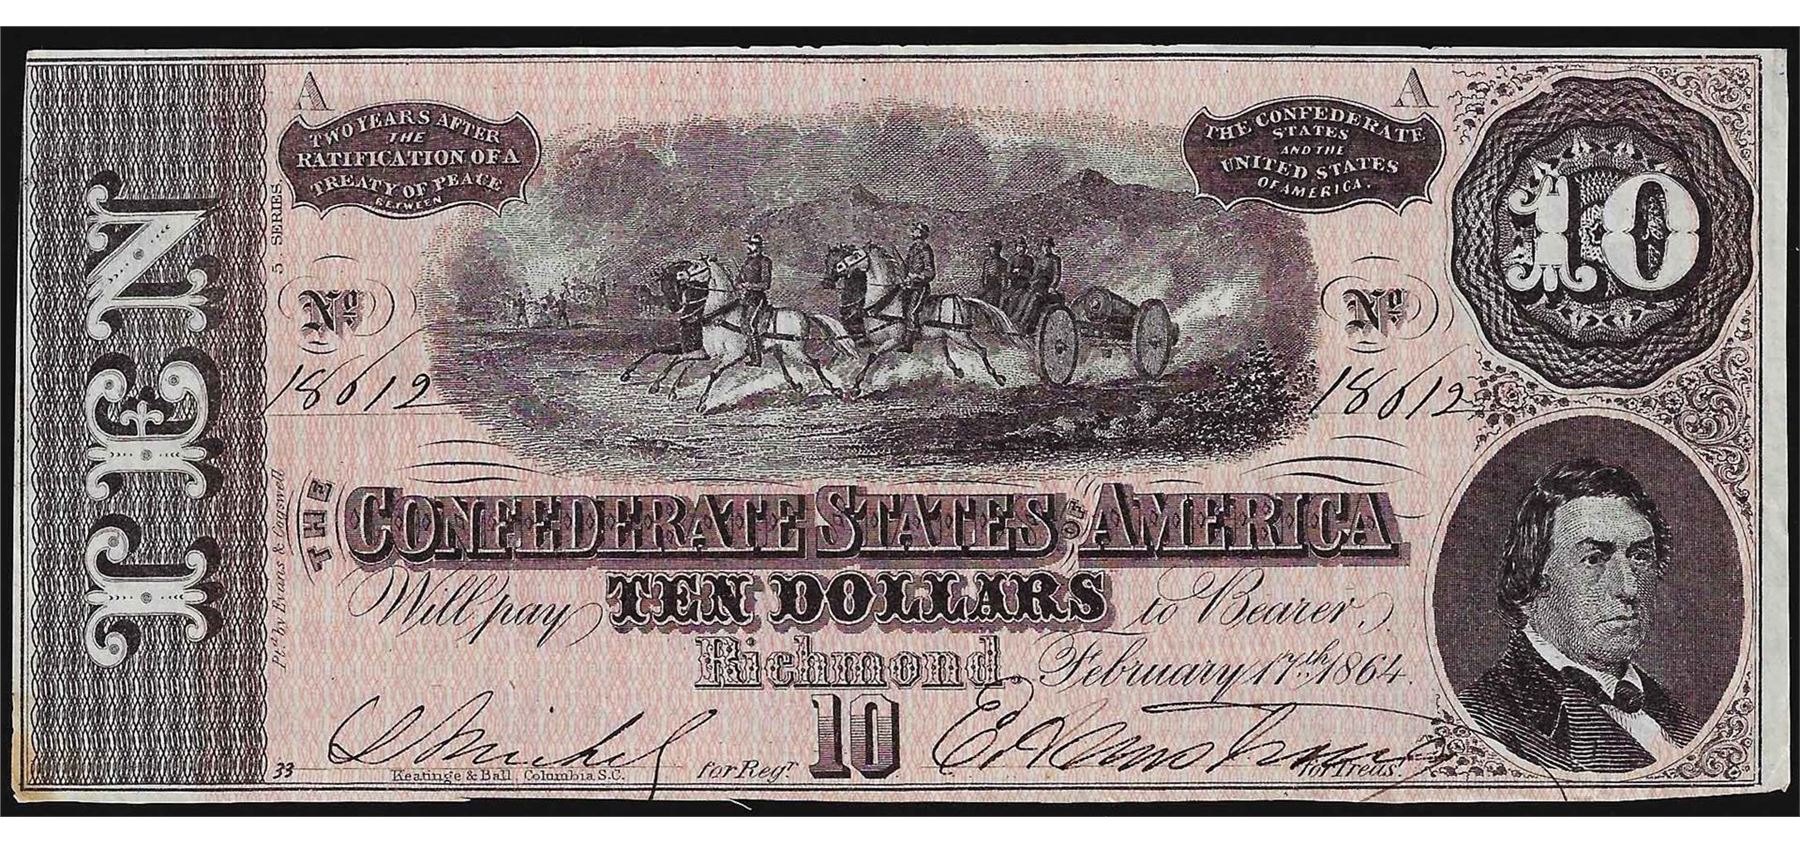 A
A
TWO YEARS AFTER
THE
RATIFICATION OF A
TREATY OF PEACE
BETWEEN
THE CONFEDERATE
STATES
AND THE
UNITED STATES
OF AMERICA.
10
TEN
5 SERIES.
Nº
Nº
18612
18612
THE CONFEDERATE STATES OF AMERICA
Will pay TEN DOLLARS to Bearer,
Richmond, February 17th 1864.
10
33
Keatinge & Ball, Columbia S.C.
for Regr
for Treas.
Ptd by Evans & Cogswell